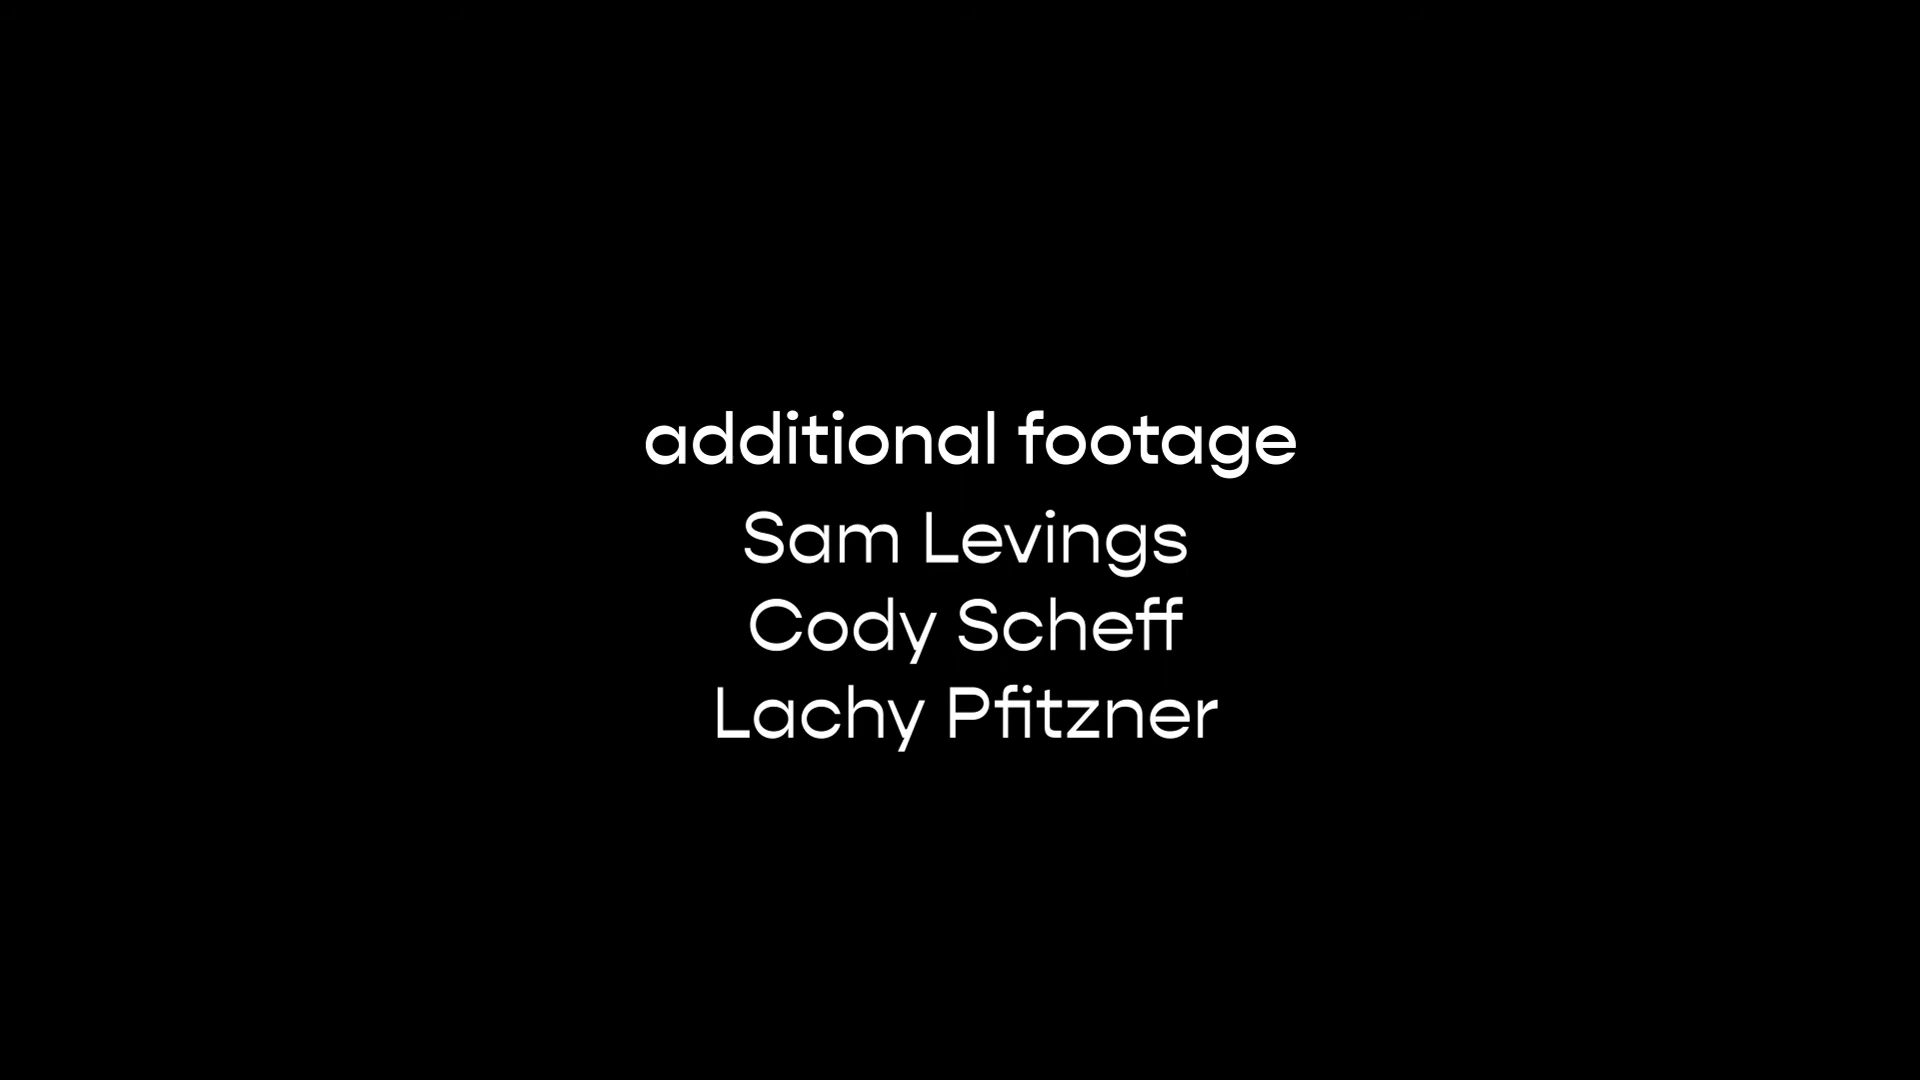 additional footage
Sam Levings
Cody Scheff
Lachy Pfitzner